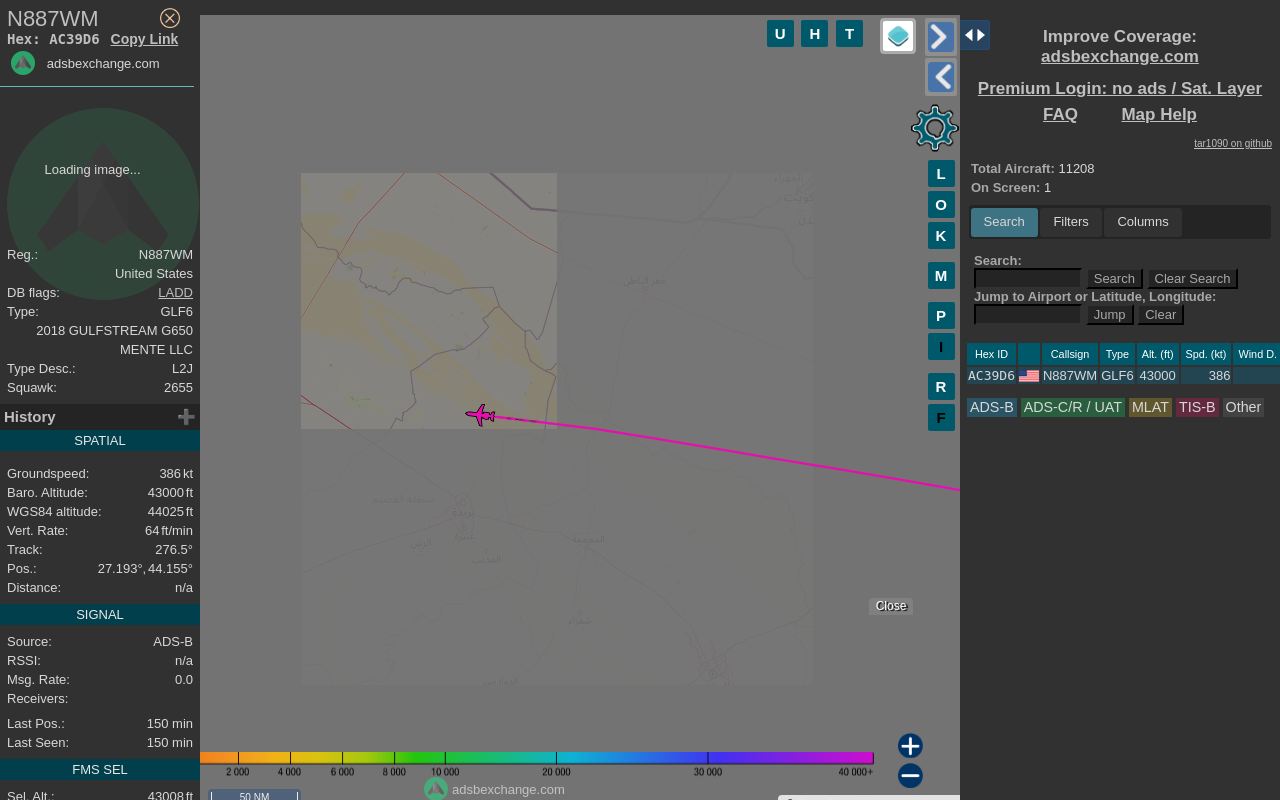 N887WM
Hex: AC39D6 Copy Link
adsbexchange.com
Loading image...
Reg.: N887WM
United States
DB flags: LADD
Type: GLF6
2018 GULFSTREAM G650
MENTE LLC
Type Desc.: L2J
Squawk: 2655
History
SPATIAL
Groundspeed: 386 kt
Baro. Altitude: 43000 ft
WGS84 altitude: 44025 ft
Vert. Rate: 64 ft/min
Track: 276.5°
Pos.: 27.193°, 44.155°
Distance: n/a
SIGNAL
Source: ADS-B
RSSI: n/a
Msg. Rate: 0.0
Receivers:
Last Pos.: 150 min
Last Seen: 150 min
FMS SEL
Sel. Alt.: 43008 ft
U H T
L
O
K
M
P
I
R
F
المجمعة
Close
2 000 4 000 6 000 8 000 10 000 20 000 30 000 40 000+
adsbexchange.com
50 NM
Improve Coverage:
adsbexchange.com
Premium Login: no ads / Sat. Layer
FAQ Map Help
tar1090 on github
Total Aircraft: 11208
On Screen: 1
Search Filters Columns
Search:
Search Clear Search
Jump to Airport or Latitude, Longitude:
Jump Clear
Hex ID Callsign Type Alt. (ft) Spd. (kt) Wind D.
AC39D6 N887WM GLF6 43000 386
ADS-B ADS-C/R / UAT MLAT TIS-B Other